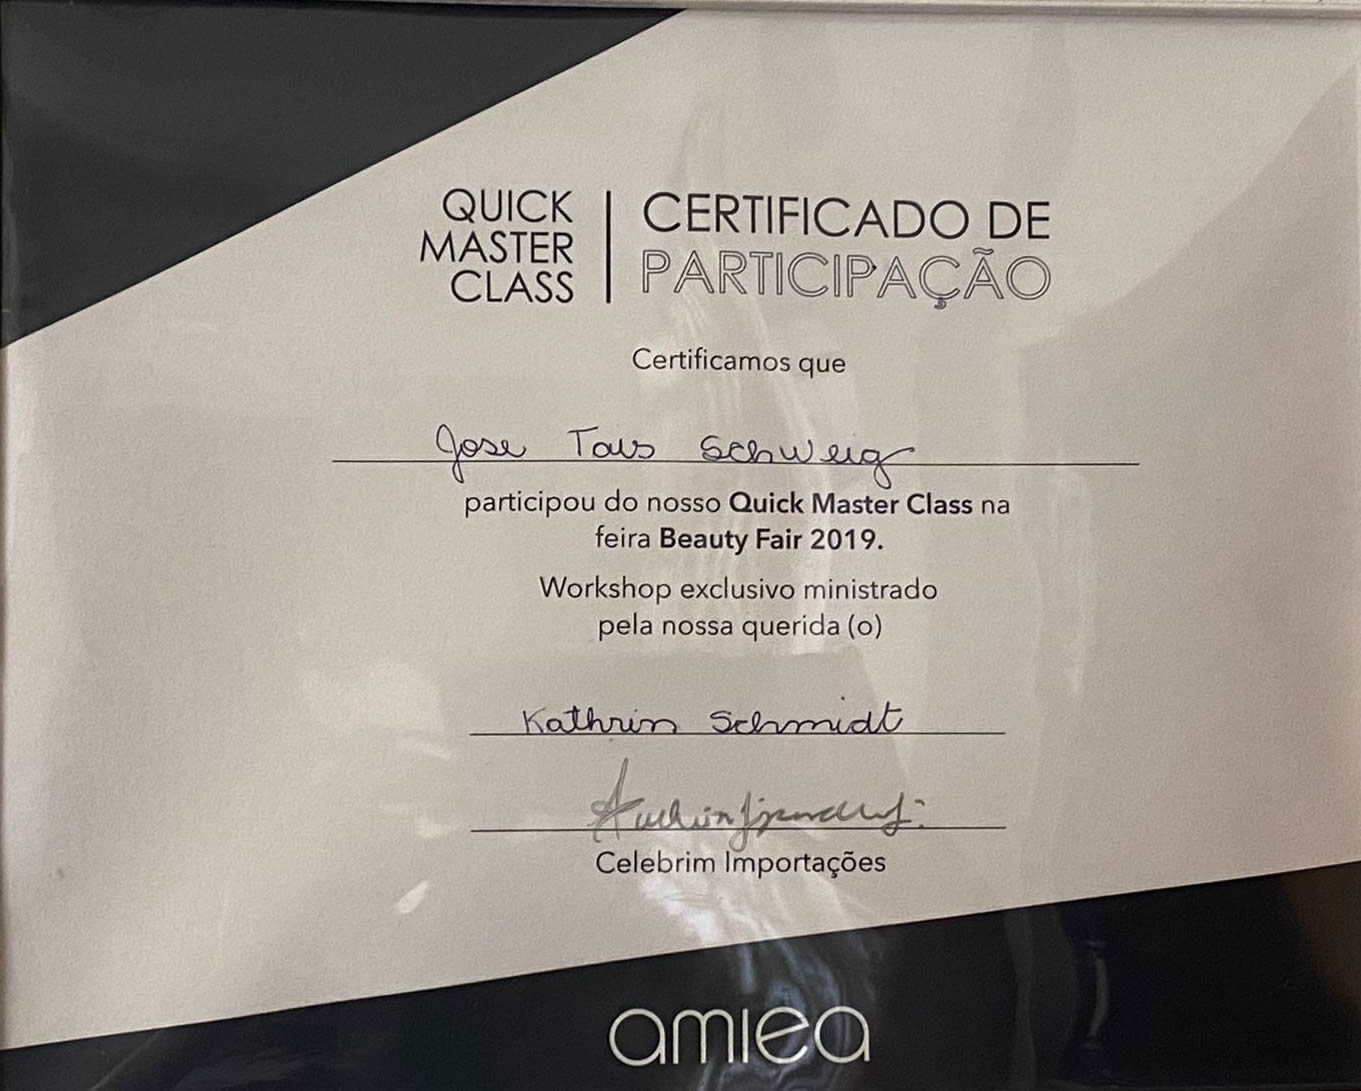 QUICK
MASTER
CLASS
CERTIFICADO DE
PARTICIPAÇÃO
Certificamos que
Jose Tais Schweig
participou do nosso Quick Master Class na
feira Beauty Fair 2019.
Workshop exclusivo ministrado
pela nossa querida (o)
Kathrin Schmidt
Celebrim Importações
amiea